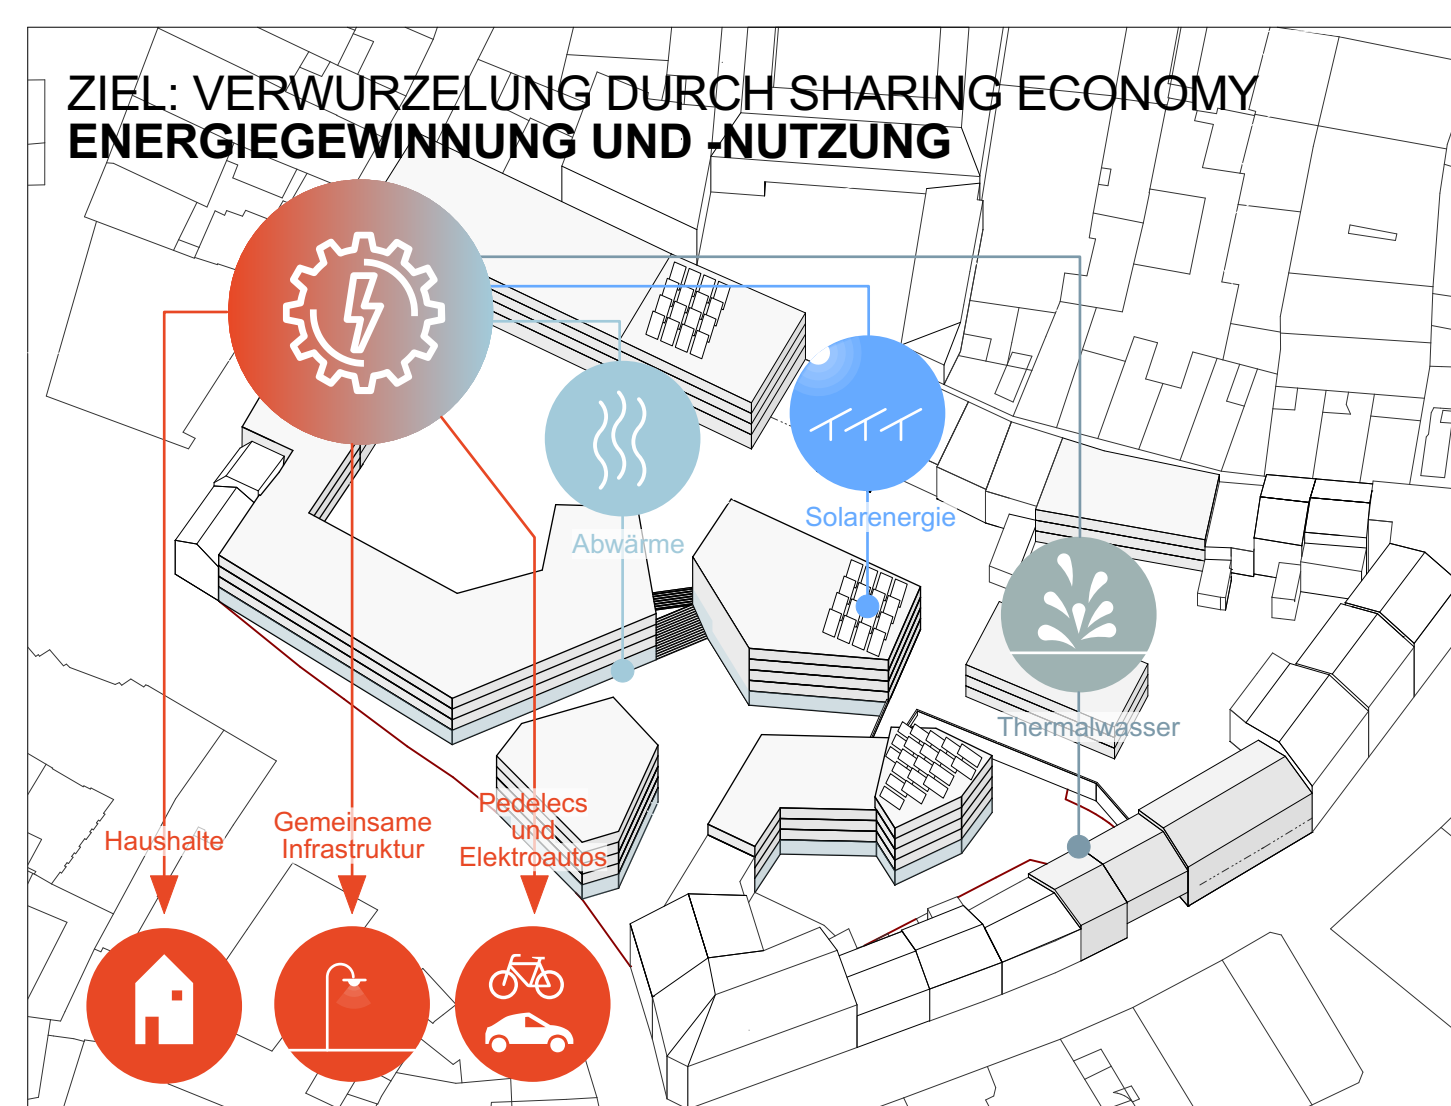 ZIEL: VERWURZELUNG DURCH SHARING ECONOMY
ENERGIEGEWINNUNG UND -NUTZUNG
Solarenergie
Abwärme
Thermalwasser
Haushalte
Gemeinsame
Infrastruktur
Pedelecs
und
Elektroautos